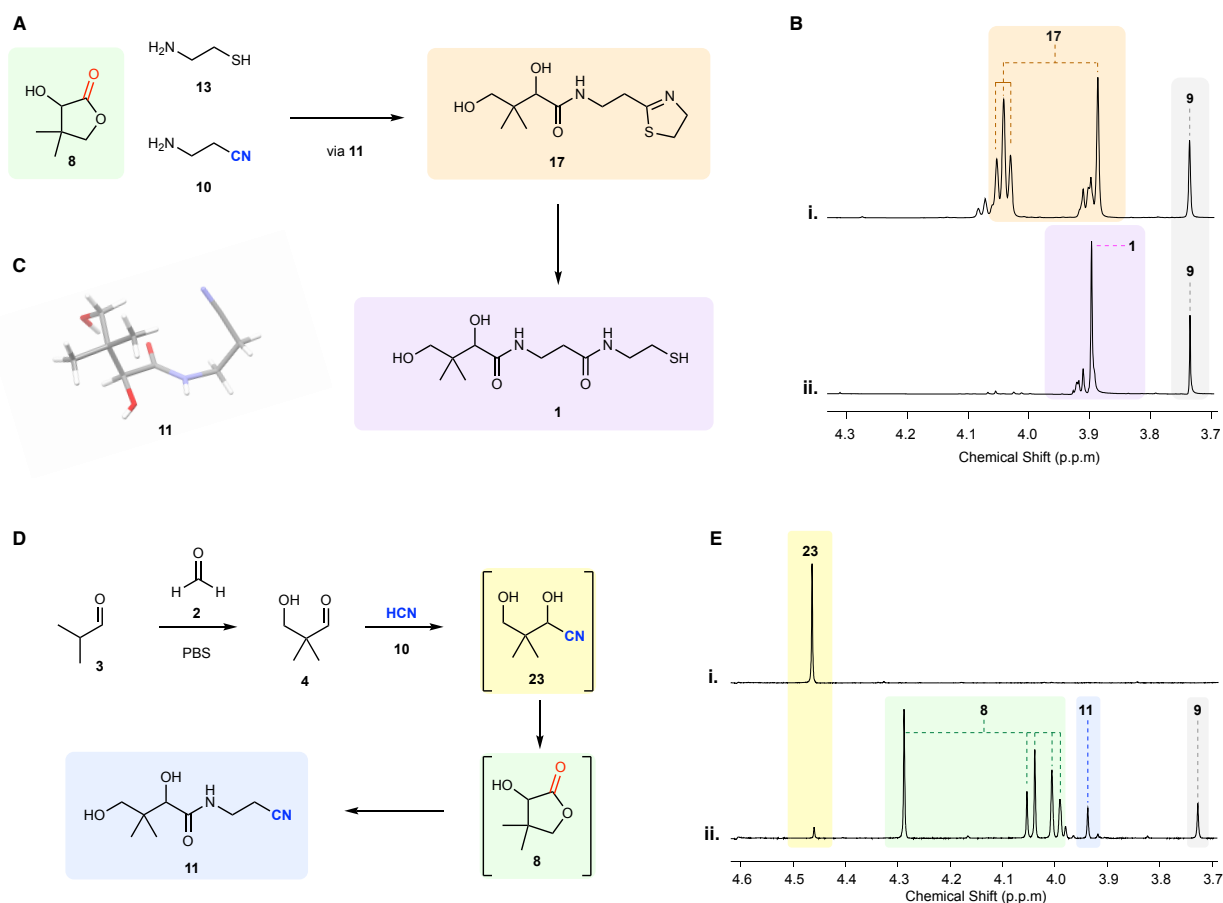 A
H₂N
SH
13
HO
O
O
8
H₂N
CN
10
via 11
OH
H
N
N
HO
O
S
17
C
11
OH
H
N
H
N
HO
SH
O
O
1
B
17
9
i.
1
9
ii.
4.3 4.2 4.1 4.0 3.9 3.8 3.7
Chemical Shift (p.p.m)
D
O
H H
2
O
3
PBS
OH O
4
HCN
10
OH OH
CN
23
OH
H
N
HO
CN
O
11
HO
O
O
8
E
23
i.
8
11
9
ii.
4.6 4.5 4.4 4.3 4.2 4.1 4.0 3.9 3.8 3.7
Chemical Shift (p.p.m)